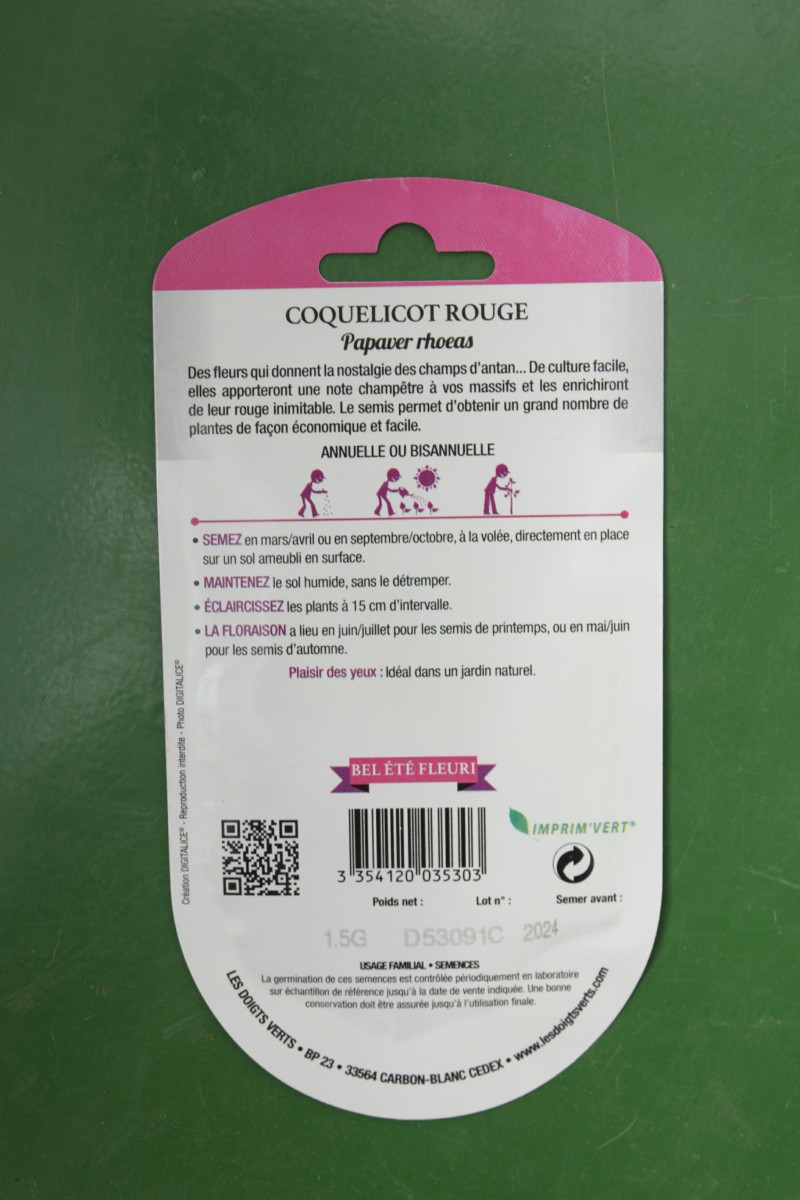 COQUELICOT ROUGE
Papaver rhoeas
Des fleurs qui donnent la nostalgie des champs d'antan... De culture facile,
elles apporteront une note champêtre à vos massifs et les enrichiront
de leur rouge inimitable. Le semis permet d'obtenir un grand nombre de
plantes de façon économique et facile.
ANNUELLE OU BISANNUELLE
• SEMEZ en mars/avril ou en septembre/octobre, à la volée, directement en place
sur un sol ameubli en surface.
• MAINTENEZ le sol humide, sans le détremper.
• ÉCLAIRCISSEZ les plants à 15 cm d'intervalle.
• LA FLORAISON a lieu en juin/juillet pour les semis de printemps, ou en mai/juin
pour les semis d'automne.
Plaisir des yeux : Idéal dans un jardin naturel.
Création DIGITALICE® - Reproduction interdite - Photo DIGITALICE®
BEL ÉTÉ FLEURI
IMPRIM'VERT®
3 354120 035303
Poids net : Lot n° : Semer avant :
1.5G D53091C 2024
USAGE FAMILIAL • SEMENCES
La germination de ces semences est contrôlée périodiquement en laboratoire
sur échantillon de référence jusqu'à la date de vente indiquée. Une bonne
conservation doit être assurée jusqu'à l'utilisation finale.
LES DOIGTS VERTS • BP 23 • 33564 CARBON-BLANC CEDEX • www.lesdoigtsverts.com